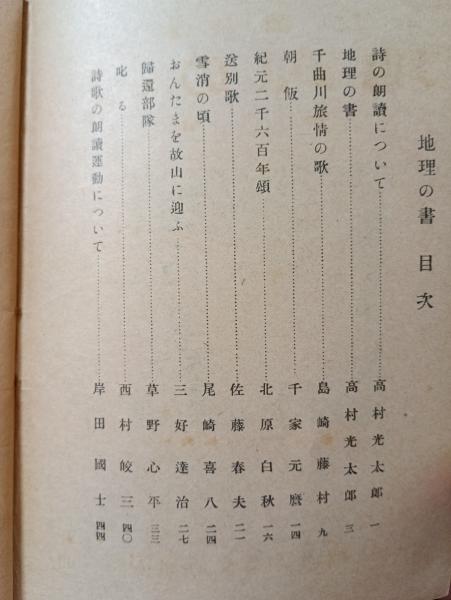 地理の書 目次
詩の朗讀について……………高村光太郎 一
地理の書……………高村光太郎 三
千曲川旅情の歌……………島崎藤村 九
朝飯……………千家元麿 一四
紀元二千六百年頌……………北原白秋 一六
送別歌……………佐藤春夫 二一
雪消の頃……………尾崎喜八 二四
おんたまを故山に迎ふ……………三好達治 二七
歸還部隊……………草野心平 三三
叱る……………西村皎三 四〇
詩歌の朗讀運動について……………岸田國士 四四